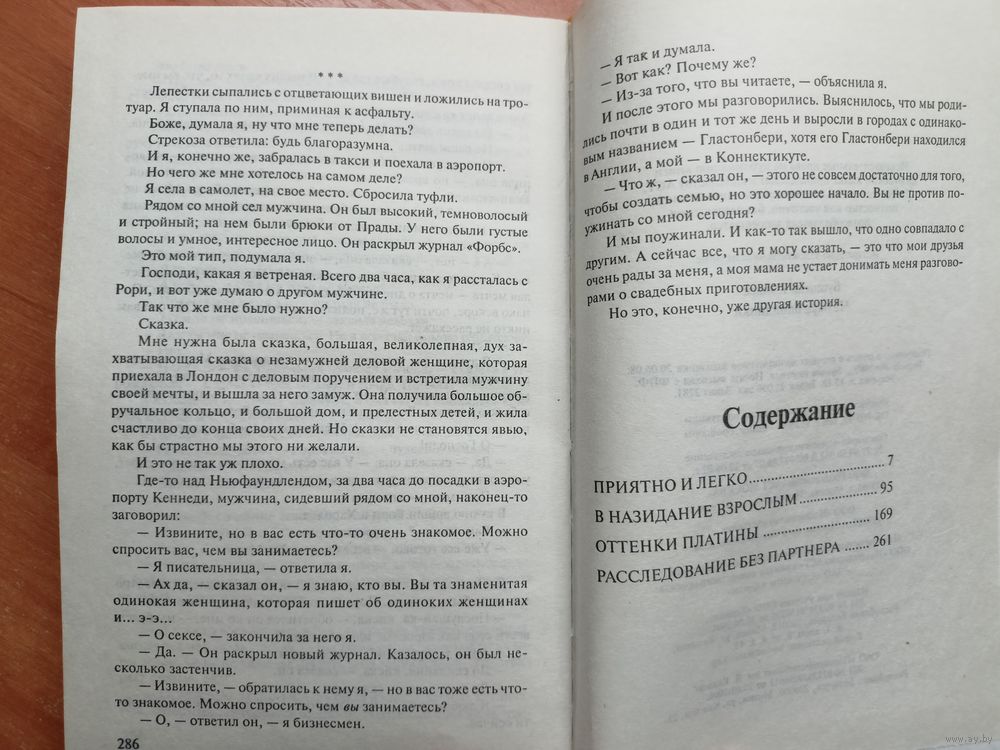 * * *
Лепестки сыпались с отцветающих вишен и ложились на тро-
туар. Я ступала по ним, приминая к асфальту.
Боже, думала я, ну что мне теперь делать?
Стрекоза ответила: будь благоразумна.
И я, конечно же, забралась в такси и поехала в аэропорт.
Но чего же мне хотелось на самом деле?
Я села в самолет, на свое место. Сбросила туфли.
Рядом со мной сел мужчина. Он был высокий, темноволосый
и стройный; на нем были брюки от Прады. У него были густые
волосы и умное, интересное лицо. Он раскрыл журнал «Форбс».
Это мой тип, подумала я.
Господи, какая я ветреная. Всего два часа, как я рассталась с
Рори, и вот уже думаю о другом мужчине.
Так что же мне было нужно?
Сказка.
Мне нужна была сказка, большая, великолепная, дух за-
хватывающая сказка о незамужней деловой женщине, которая
приехала в Лондон с деловым поручением и встретила мужчину
своей мечты, и вышла за него замуж. Она получила большое об-
ручальное кольцо, и большой дом, и прелестных детей, и жила
счастливо до конца своих дней. Но сказки не становятся явью,
как бы страстно мы этого ни желали.
И это не так уж плохо.
Где-то над Ньюфаундлендом, за два часа до посадки в аэро-
порту Кеннеди, мужчина, сидевший рядом со мной, наконец-то
заговорил:
— Извините, но в вас есть что-то очень знакомое. Можно
спросить вас, чем вы занимаетесь?
— Я писательница, — ответила я.
— Ах да, — сказал он, — я знаю, кто вы. Вы та знаменитая
одинокая женщина, которая пишет об одиноких женщинах
и... э-э...
— О сексе, — закончила за него я.
— Да. — Он раскрыл новый журнал. Казалось, он был не-
сколько застенчив.
— Извините, — обратилась к нему я, — но в вас тоже есть что-
то знакомое. Можно спросить, чем вы занимаетесь?
— О, — ответил он, — я бизнесмен.
286
— Я так и думала.
— Вот как? Почему же?
— Из-за того, что вы читаете, — объяснила я.
И после этого мы разговорились. Выяснилось, что мы роди-
лись почти в один и тот же день и выросли в городах с одинако-
вым названием — Гластонбери, хотя его Гластонбери находился
в Англии, а мой — в Коннектикуте.
— Что ж, — сказал он, — этого не совсем достаточно для того,
чтобы создать семью, но это хорошее начало. Вы не против по-
ужинать со мной сегодня?
И мы поужинали. И как-то так вышло, что одно совпадало с
другим. А сейчас все, что я могу сказать, — это что мои друзья
очень рады за меня, а моя мама не устает донимать меня разгово-
рами о свадебных приготовлениях.
Но это, конечно, уже другая история.
Содержание
ПРИЯТНО И ЛЕГКО ..................... 7
В НАЗИДАНИЕ ВЗРОСЛЫМ ............ 95
ОТТЕНКИ ПЛАТИНЫ ................. 169
РАССЛЕДОВАНИЕ БЕЗ ПАРТНЕРА ...... 261
www.ay.by